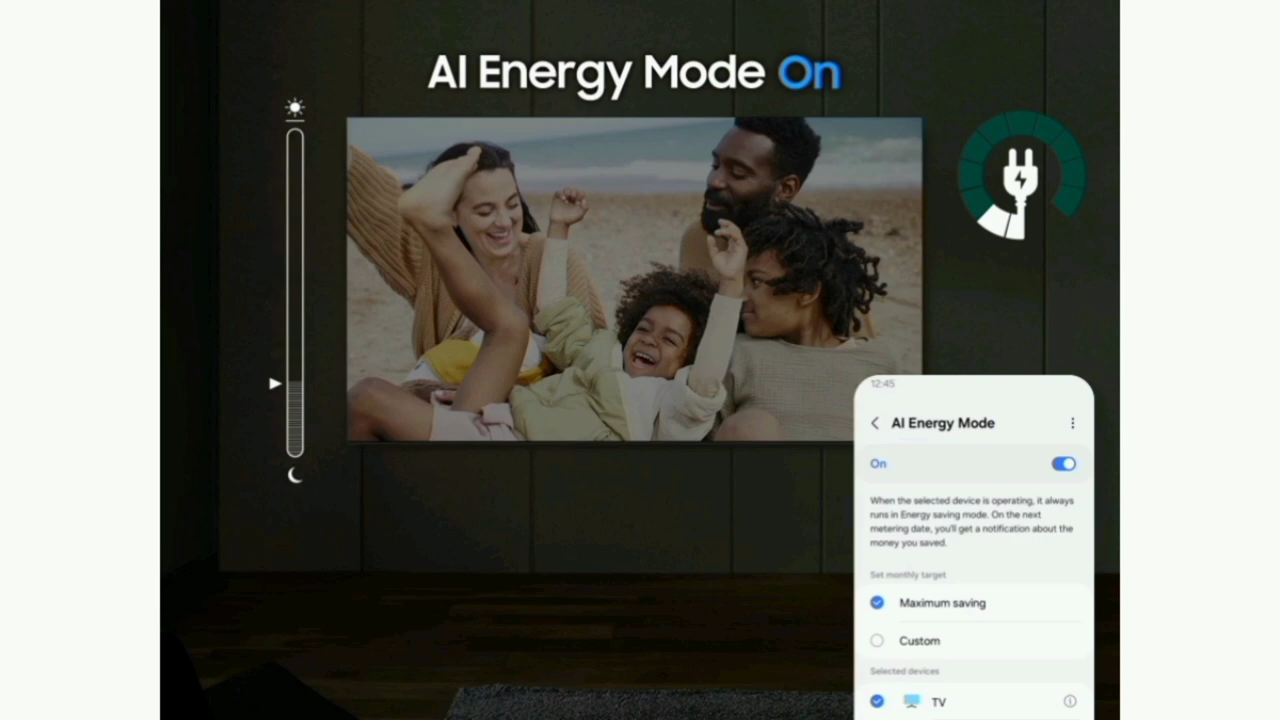 AI Energy Mode On
12:45
AI Energy Mode
On
When the selected device is operating, it always
runs in Energy saving mode. On the next
metering date, you'll get a notification about the
money you saved.
Set monthly target
Maximum saving
Custom
Selected devices
TV